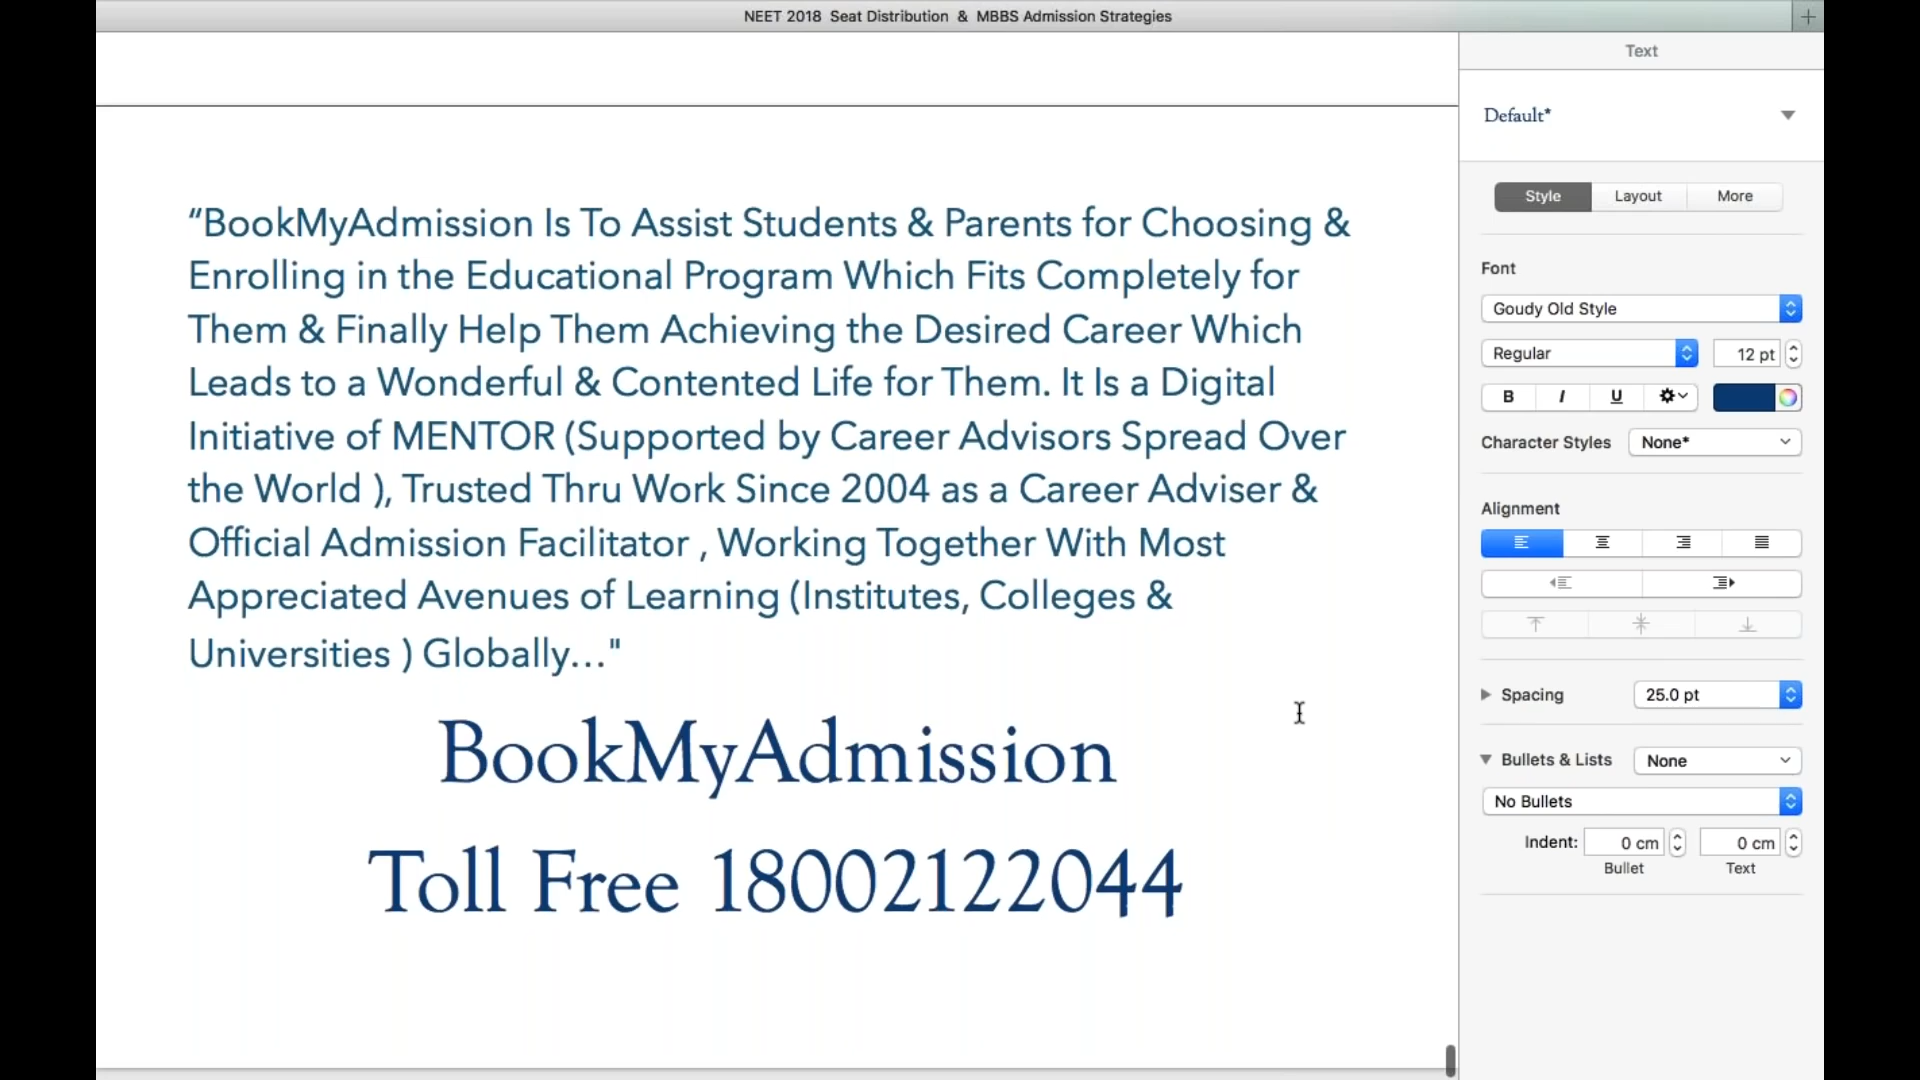 NEET 2018 Seat Distribution & MBBS Admission Strategies
Text
Default*
Style Layout More
“BookMyAdmission Is To Assist Students & Parents for Choosing &
Enrolling in the Educational Program Which Fits Completely for
Them & Finally Help Them Achieving the Desired Career Which
Leads to a Wonderful & Contented Life for Them. It Is a Digital
Initiative of MENTOR (Supported by Career Advisors Spread Over
the World ), Trusted Thru Work Since 2004 as a Career Adviser &
Official Admission Facilitator , Working Together With Most
Appreciated Avenues of Learning (Institutes, Colleges &
Universities ) Globally..."
BookMyAdmission
Toll Free 18002122044
Font
Goudy Old Style
Regular 12 pt
B I U
Character Styles None*
Alignment
Spacing 25.0 pt
Bullets & Lists None
No Bullets
Indent: 0 cm 0 cm
Bullet Text